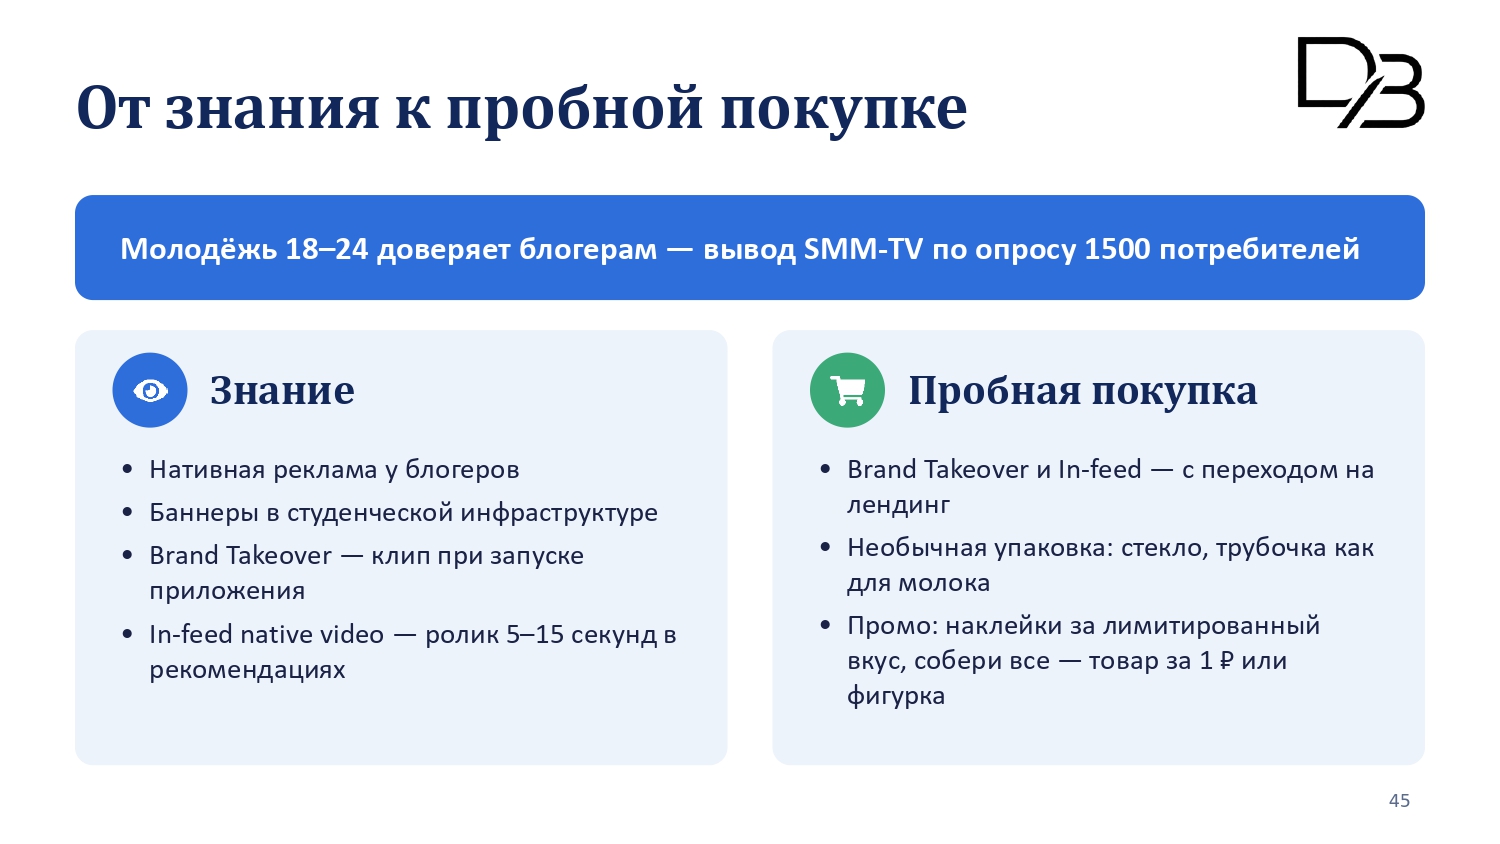 От знания к пробной покупке
DB
Молодёжь 18–24 доверяет блогерам — вывод SMM-TV по опросу 1500 потребителей
Знание
• Нативная реклама у блогеров
• Баннеры в студенческой инфраструктуре
• Brand Takeover — клип при запуске
приложения
• In-feed native video — ролик 5–15 секунд в
рекомендациях
Пробная покупка
• Brand Takeover и In-feed — с переходом на
лендинг
• Необычная упаковка: стекло, трубочка как
для молока
• Промо: наклейки за лимитированный
вкус, собери все — товар за 1 ₽ или
фигурка
45